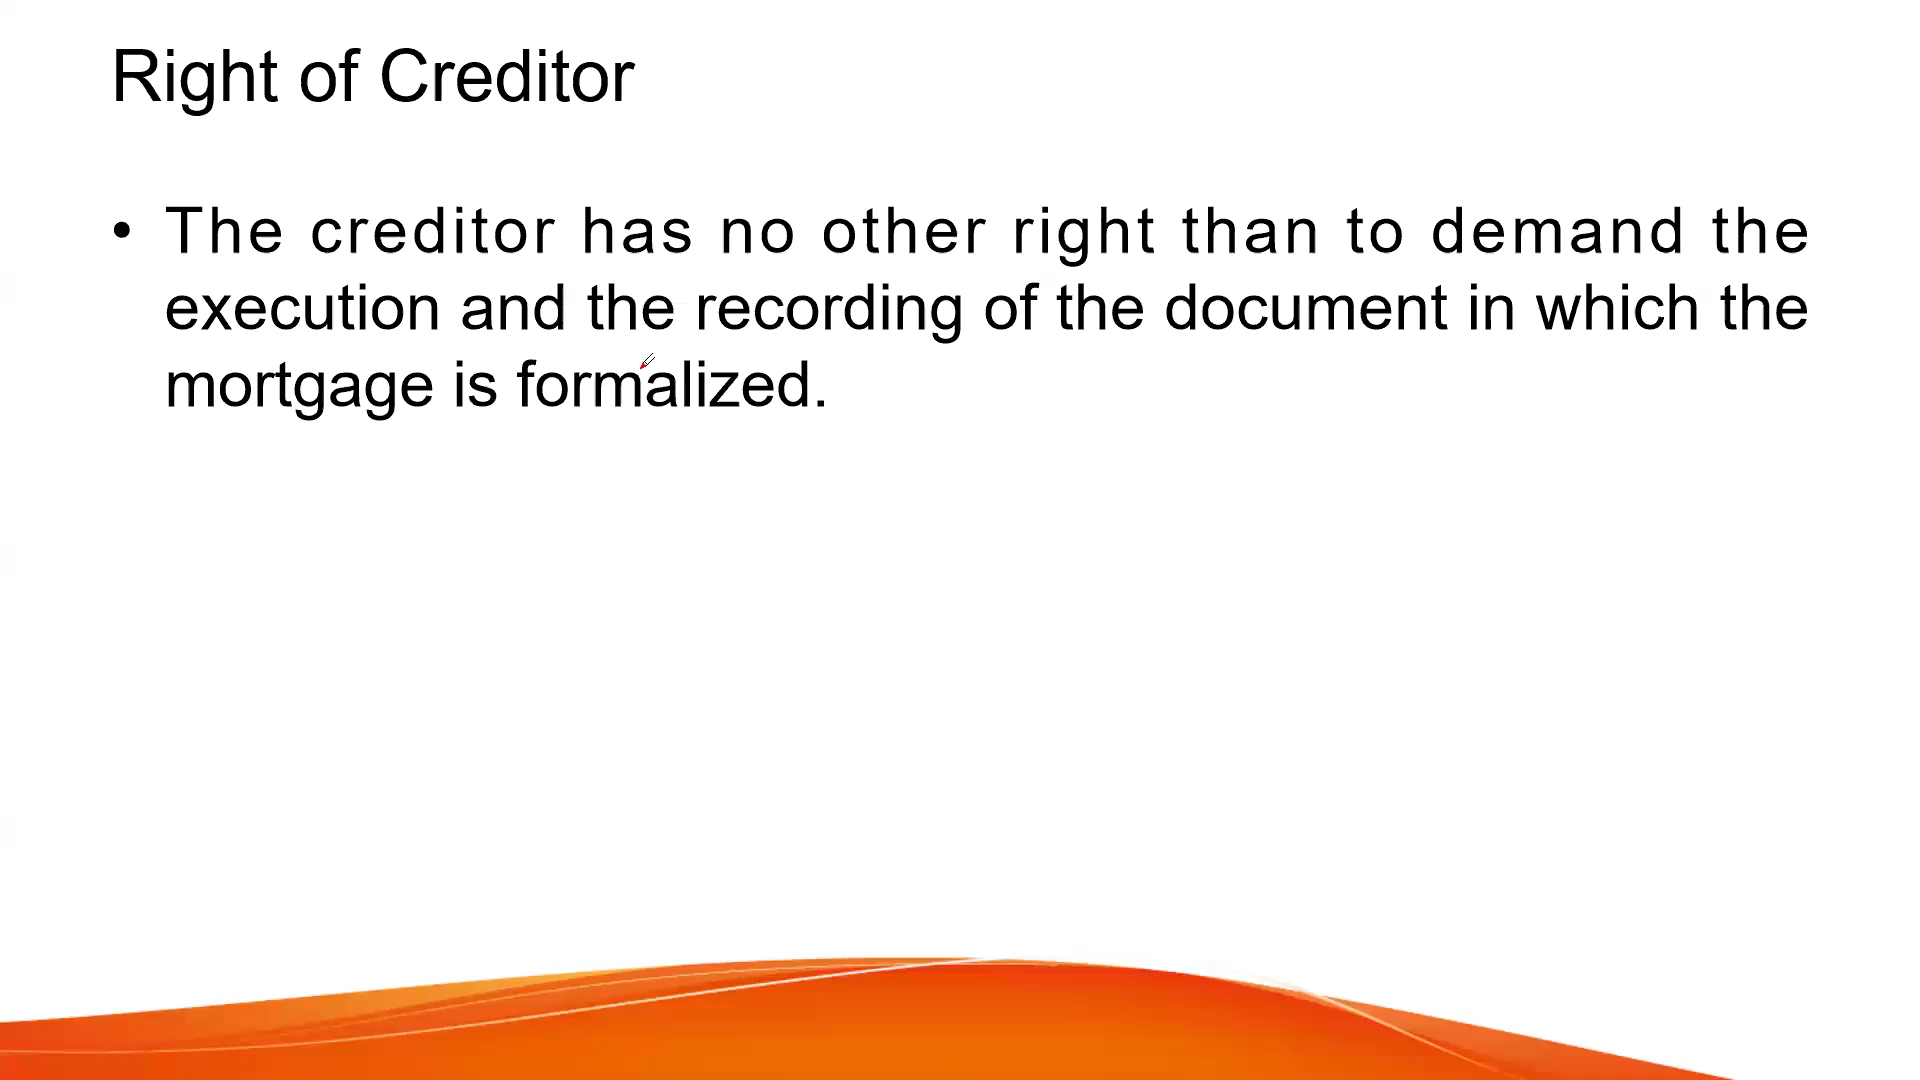 Right of Creditor
• The creditor has no other right than to demand the
execution and the recording of the document in which the
mortgage is formalized.